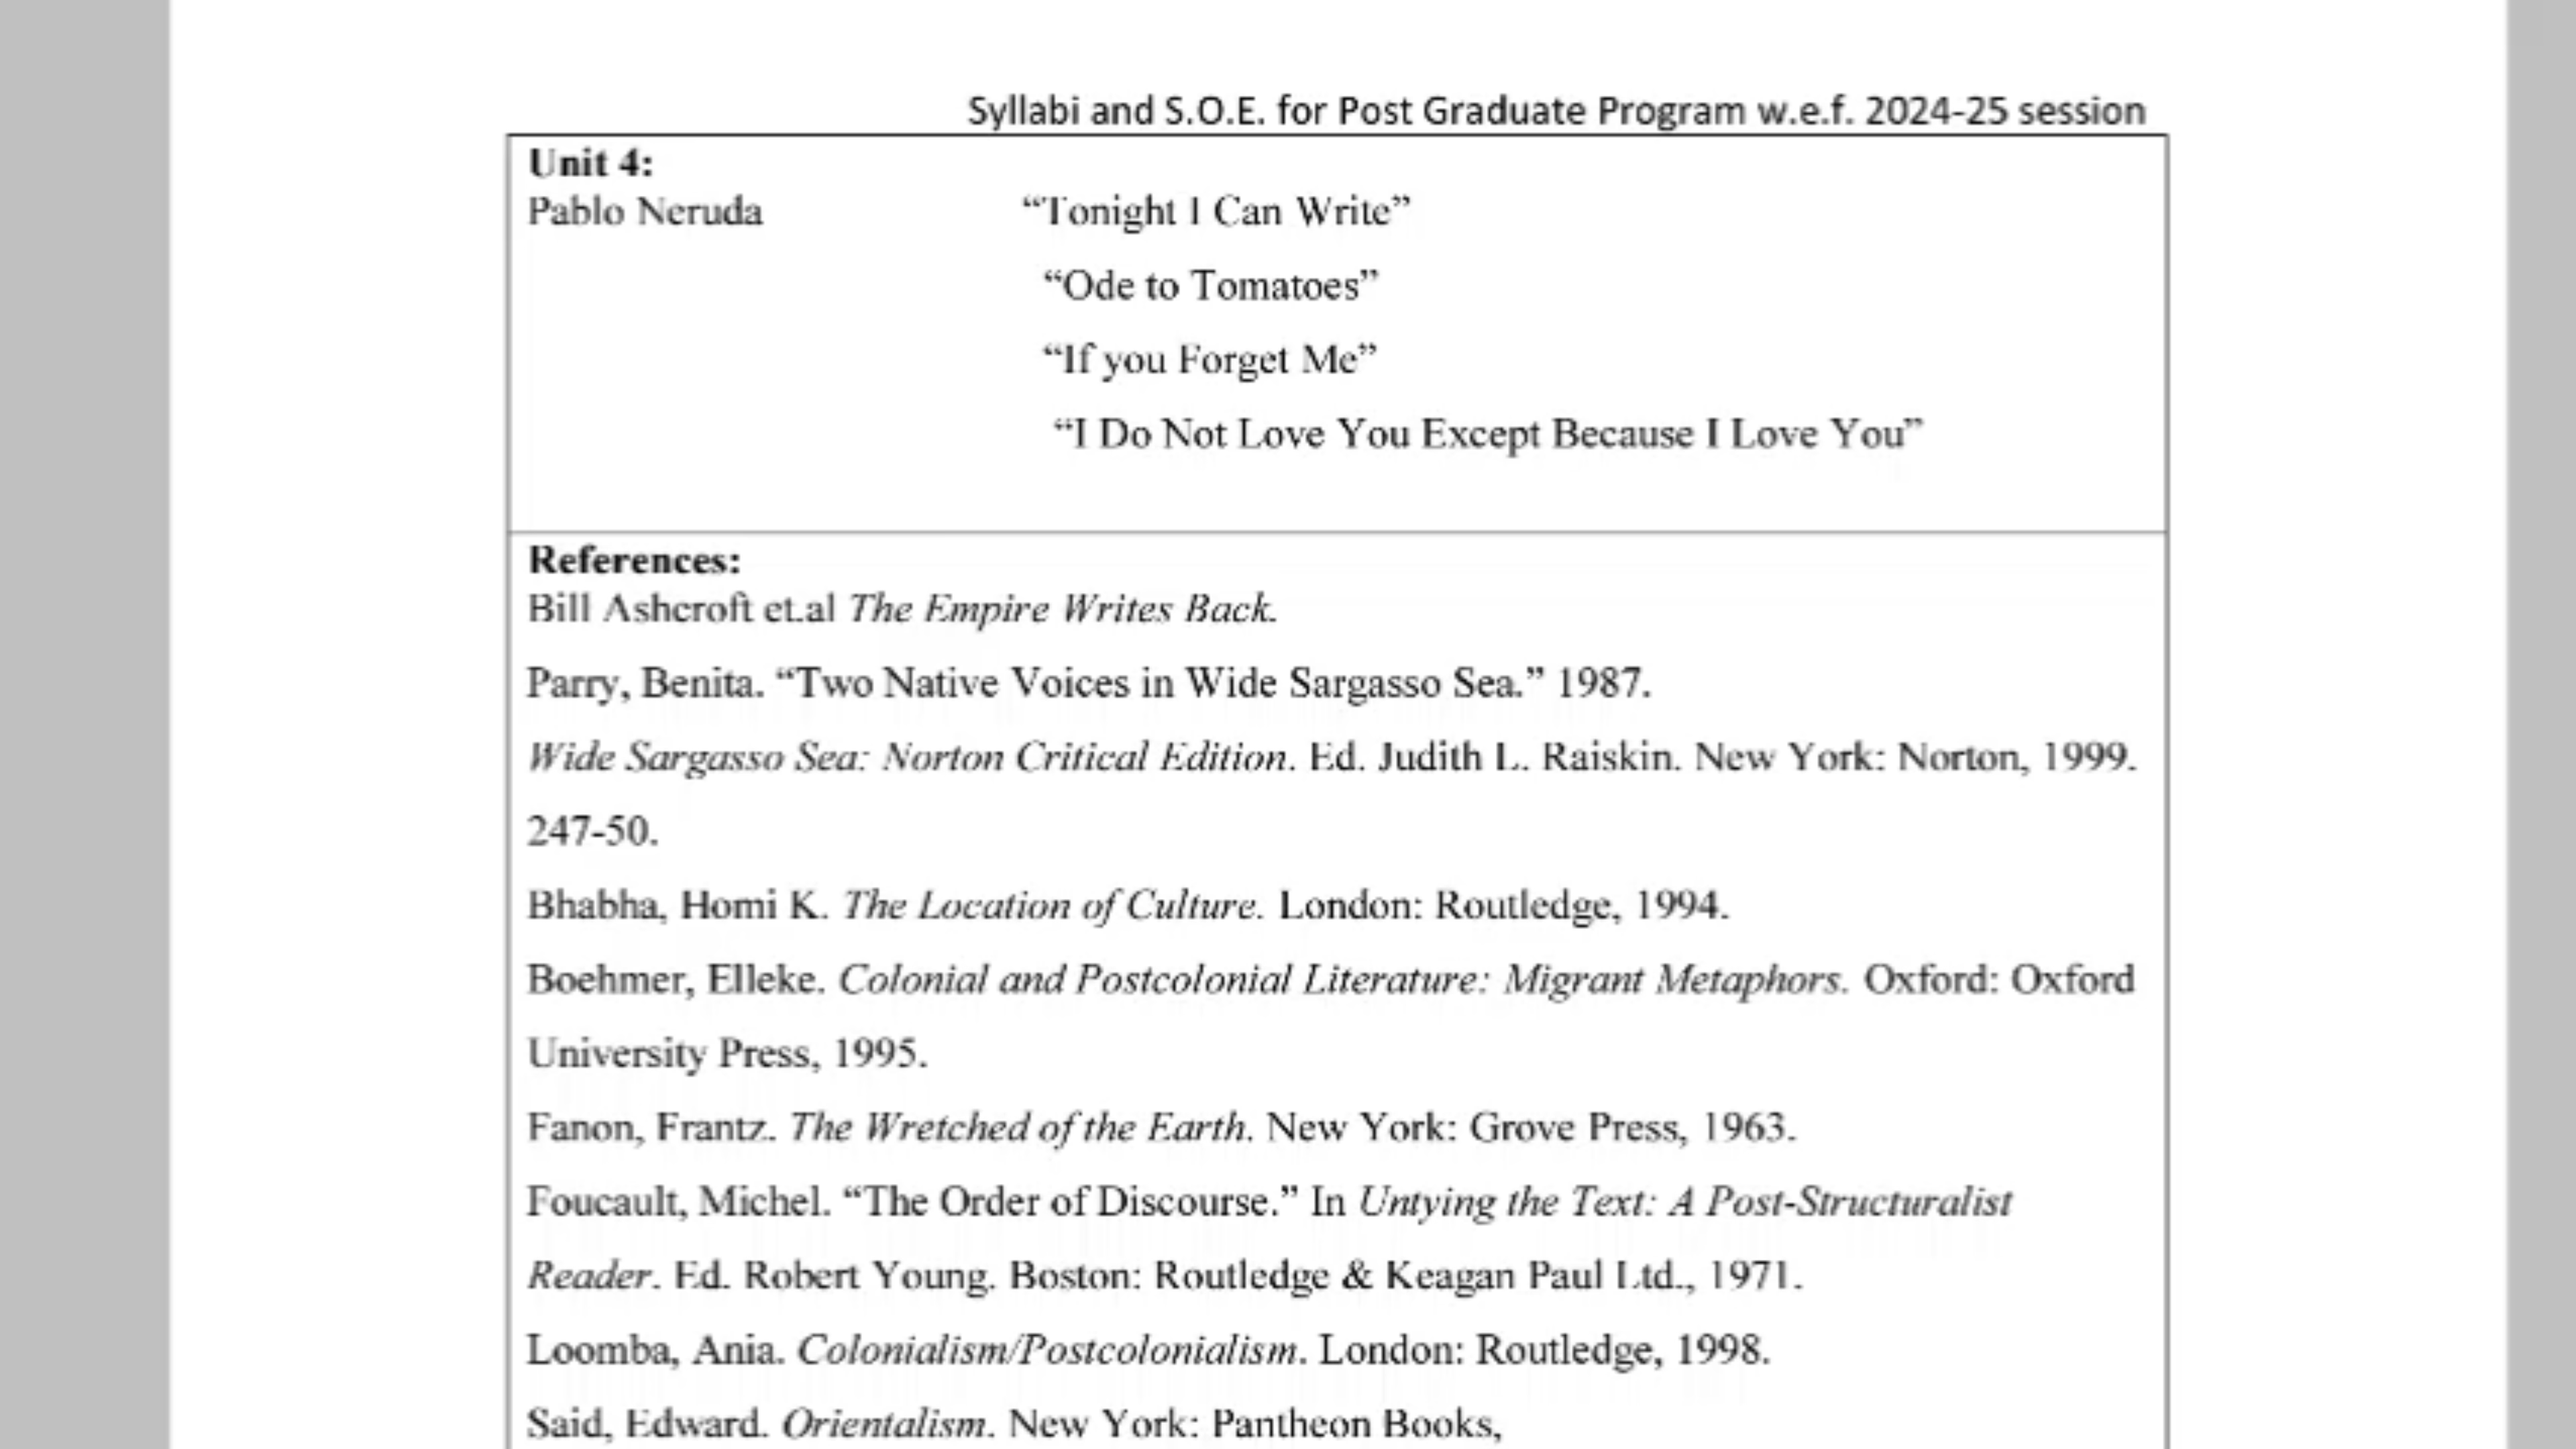 Syllabi and S.O.E. for Post Graduate Program w.e.f. 2024-25 session
Unit 4:
Pablo Neruda “Tonight I Can Write”
“Ode to Tomatoes”
“If you Forget Me”
“I Do Not Love You Except Because I Love You”
References:
Bill Ashcroft et.al The Empire Writes Back.
Parry, Benita. “Two Native Voices in Wide Sargasso Sea.” 1987.
Wide Sargasso Sea: Norton Critical Edition. Ed. Judith L. Raiskin. New York: Norton, 1999.
247-50.
Bhabha, Homi K. The Location of Culture. London: Routledge, 1994.
Boehmer, Elleke. Colonial and Postcolonial Literature: Migrant Metaphors. Oxford: Oxford
University Press, 1995.
Fanon, Frantz. The Wretched of the Earth. New York: Grove Press, 1963.
Foucault, Michel. “The Order of Discourse.” In Untying the Text: A Post-Structuralist
Reader. Ed. Robert Young. Boston: Routledge & Keagan Paul Ltd., 1971.
Loomba, Ania. Colonialism/Postcolonialism. London: Routledge, 1998.
Said, Edward. Orientalism. New York: Pantheon Books,